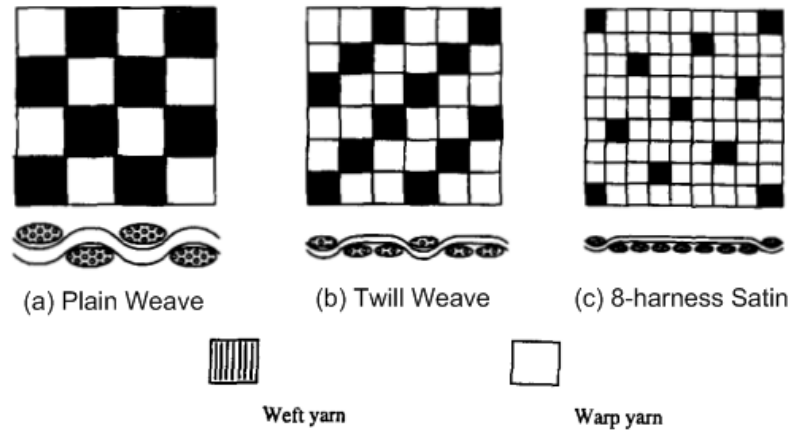 (a) Plain Weave
(b) Twill Weave
(c) 8-harness Satin
Weft yarn
Warp yarn